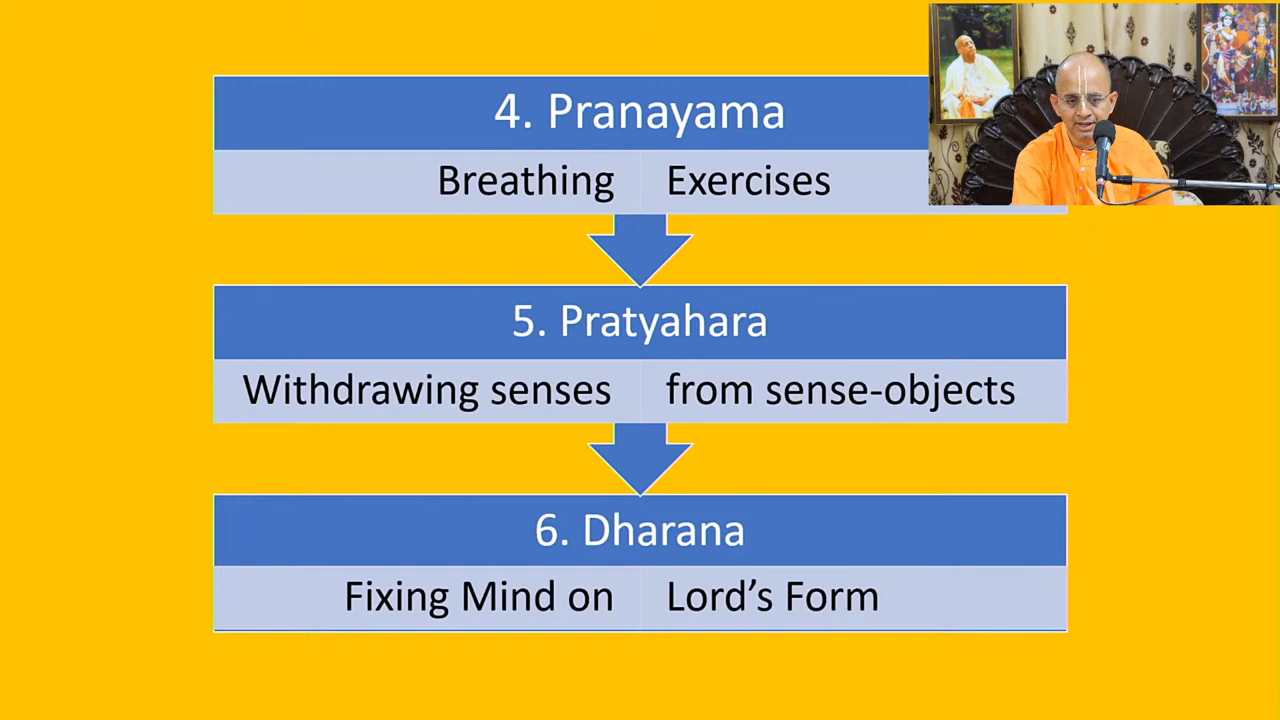 4. Pranayama
Breathing Exercises
5. Pratyahara
Withdrawing senses from sense-objects
6. Dharana
Fixing Mind on Lord's Form